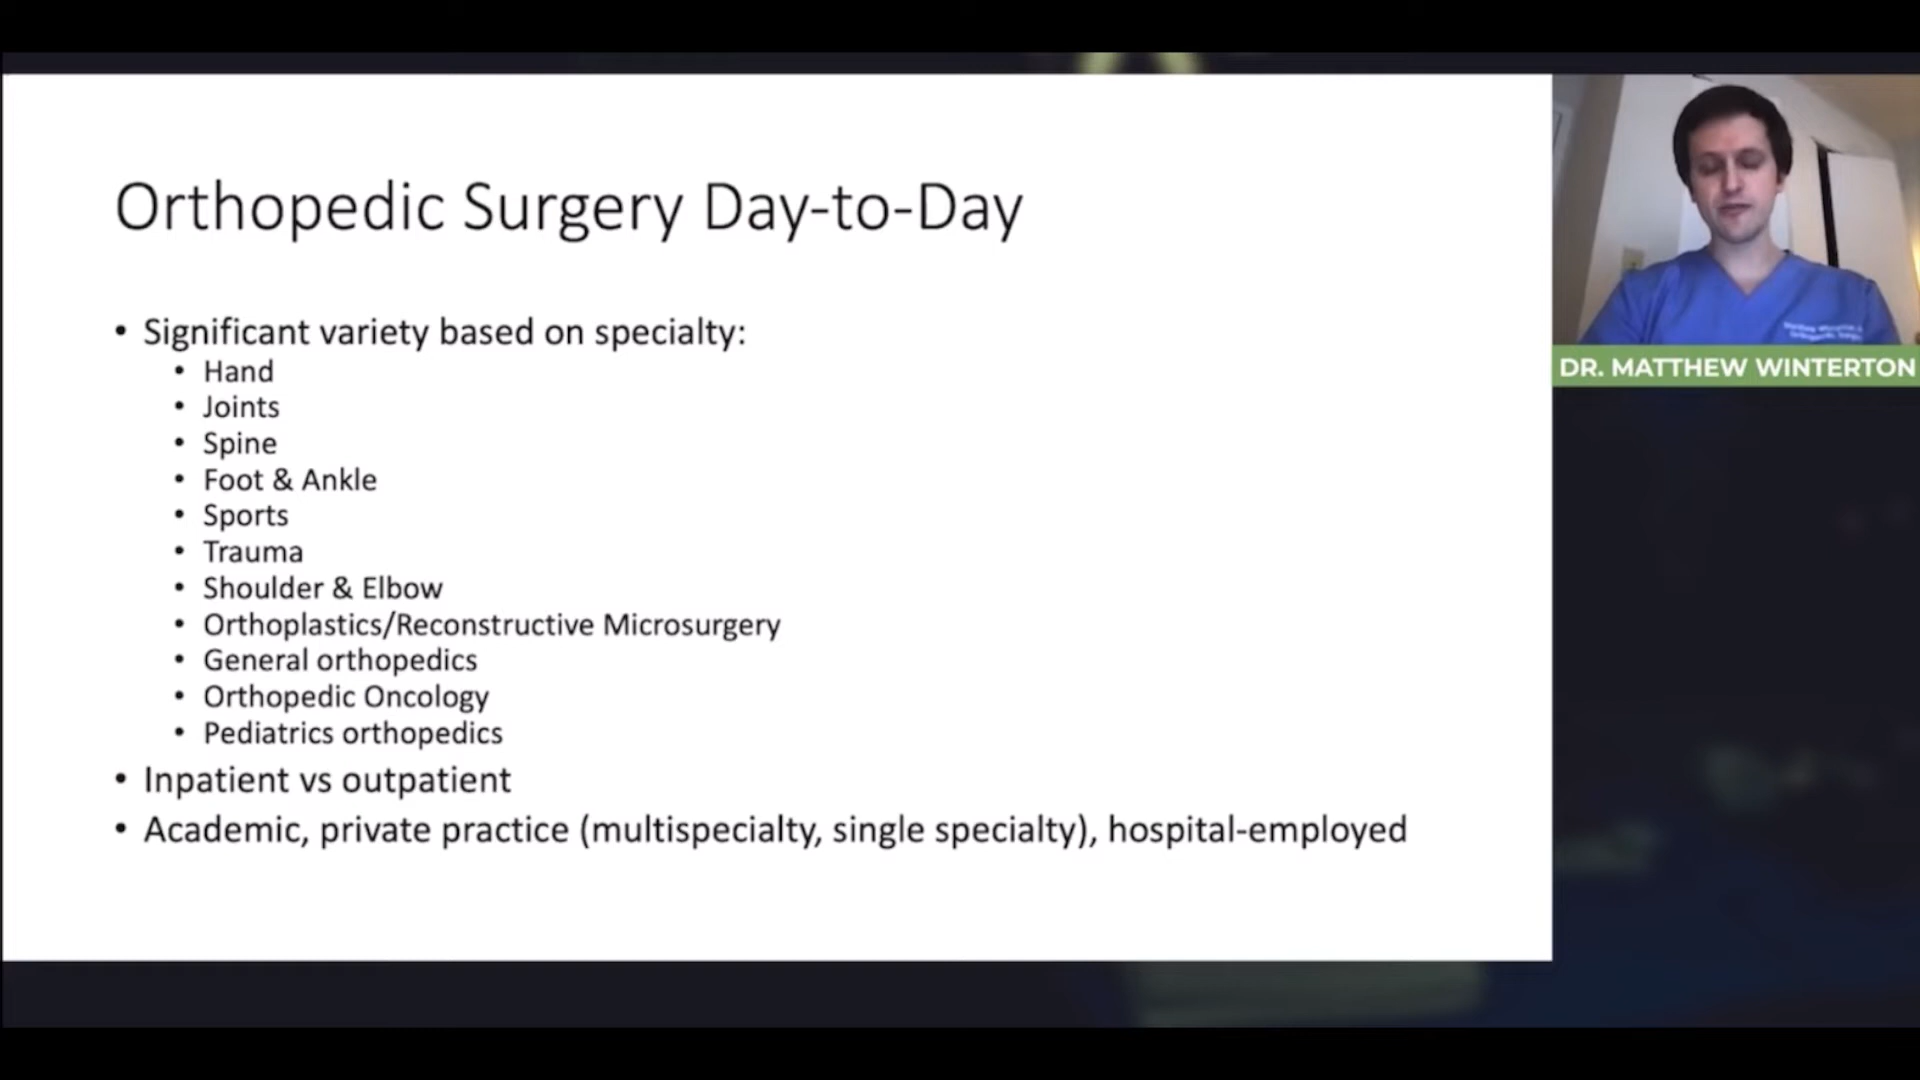 Orthopedic Surgery Day-to-Day
• Significant variety based on specialty:
• Hand
• Joints
• Spine
• Foot & Ankle
• Sports
• Trauma
• Shoulder & Elbow
• Orthoplastics/Reconstructive Microsurgery
• General orthopedics
• Orthopedic Oncology
• Pediatrics orthopedics
• Inpatient vs outpatient
• Academic, private practice (multispecialty, single specialty), hospital-employed
DR. MATTHEW WINTERTON